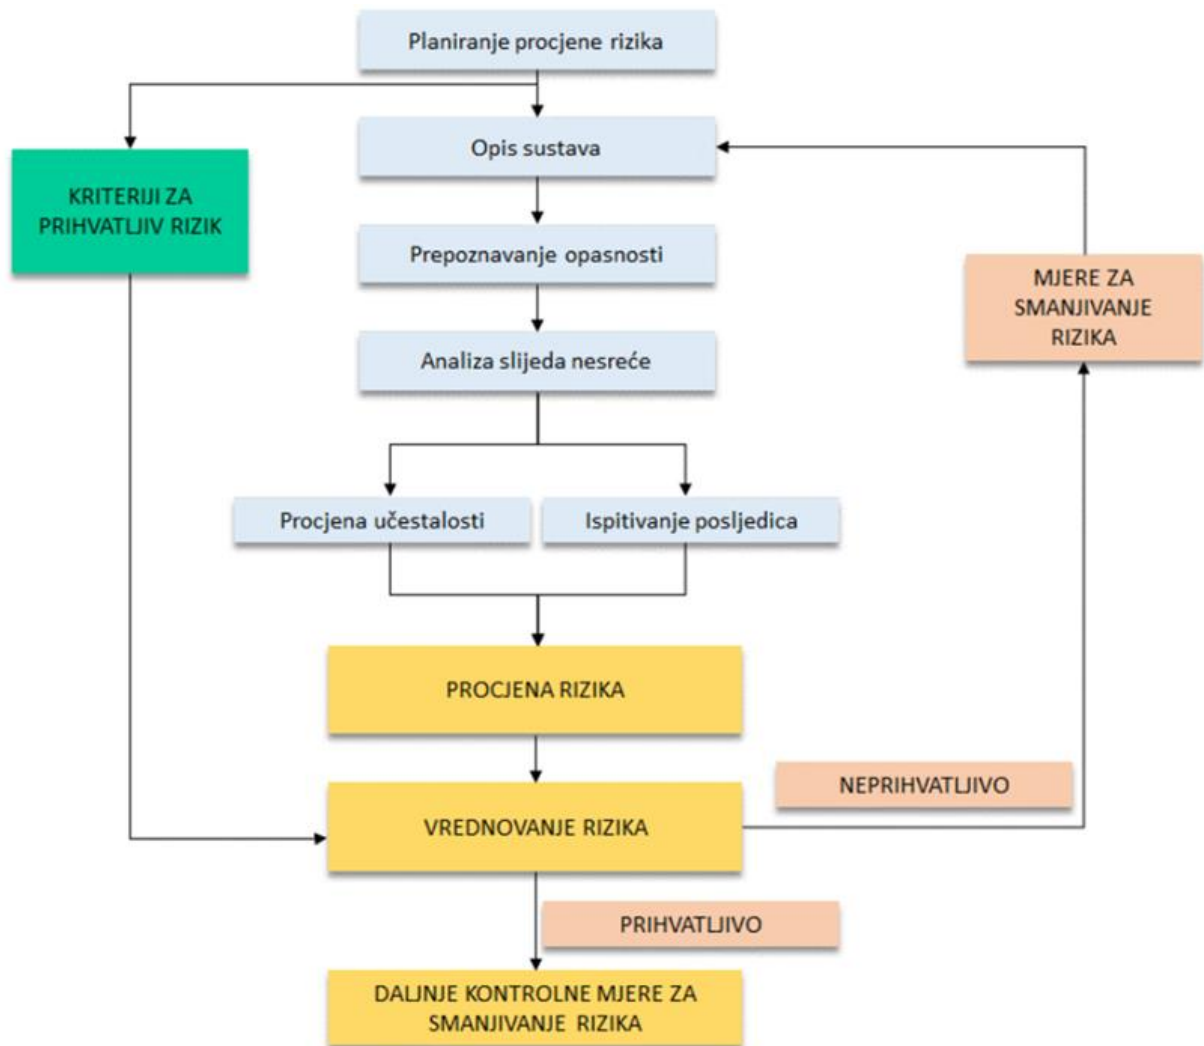 Planiranje procjene rizika
Opis sustava
KRITERIJI ZA
PRIHVATLJIV RIZIK
Prepoznavanje opasnosti
MJERE ZA
SMANJIVANJE
RIZIKA
Analiza slijeda nesreće
Procjena učestalosti
Ispitivanje posljedica
PROCJENA RIZIKA
NEPRIHVATLJIVO
VREDNOVANJE RIZIKA
PRIHVATLJIVO
DALJNJE KONTROLNE MJERE ZA
SMANJIVANJE RIZIKA